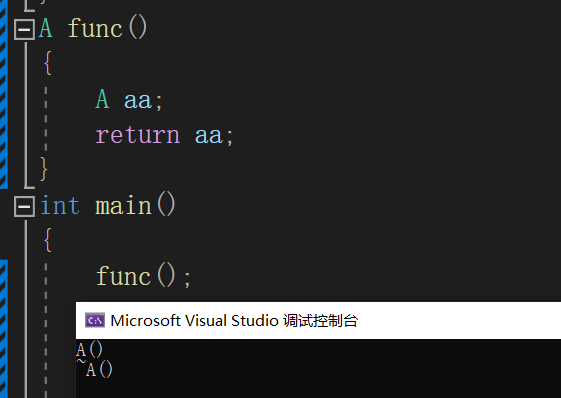 A func()
{
A aa;
return aa;
}
int main()
{
func();
C:\ Microsoft Visual Studio 调试控制台
A()
~A()